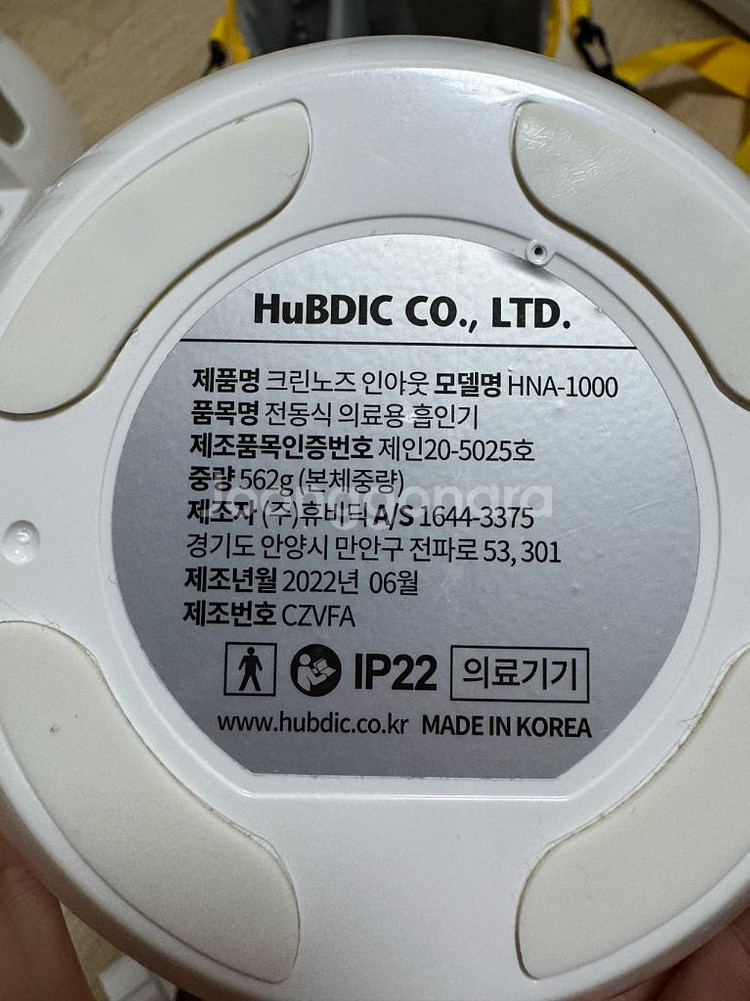 HuBDIC CO., LTD.
제품명 크린노즈 인아웃 모델명 HNA-1000
품목명 전동식 의료용 흡인기
제조품목인증번호 제인20-5025호
중량 562g (본체중량)
Joongonara
제조자 (주)휴비딕 A/S 1644-3375
경기도 안양시 만안구 전파로 53, 301
제조년월 2022년 06월
제조번호 CZVFA
IP22 의료기기
www.hubdic.co.kr MADE IN KOREA